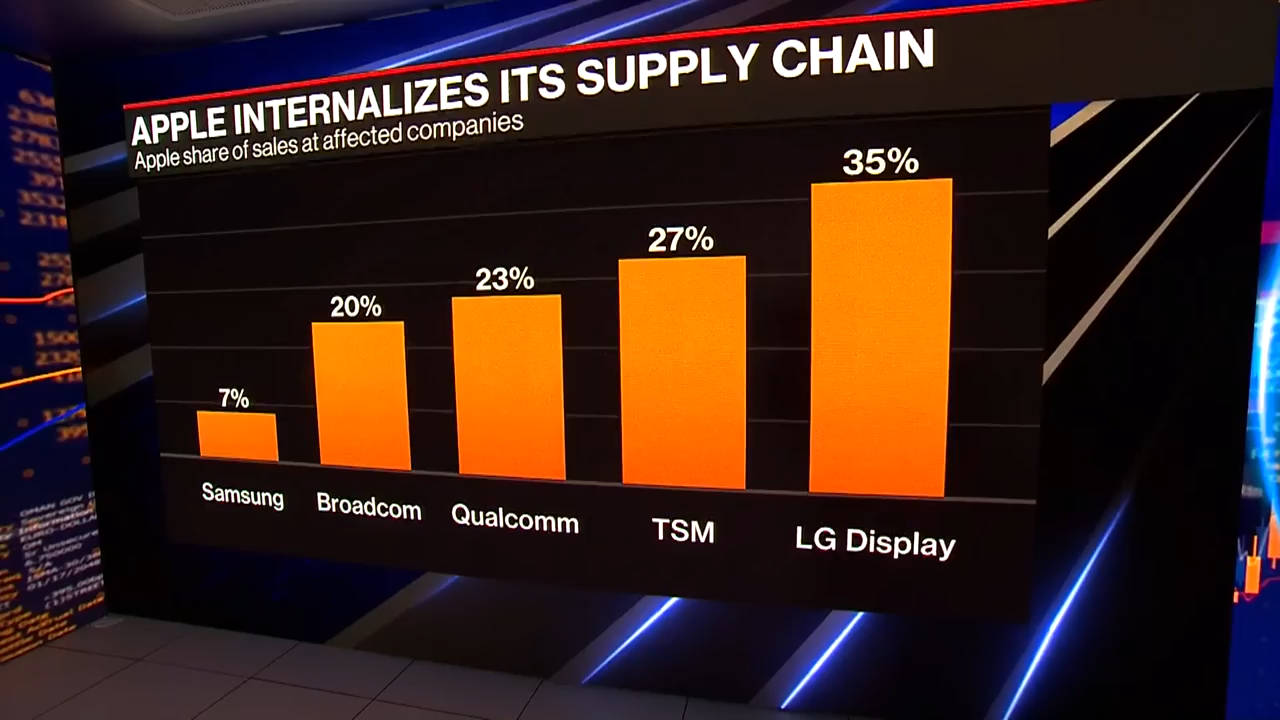 APPLE INTERNALIZES ITS SUPPLY CHAIN
Apple share of sales at affected companies
35%
27%
23%
20%
7%
Samsung
Broadcom
Qualcomm
TSM
LG Display